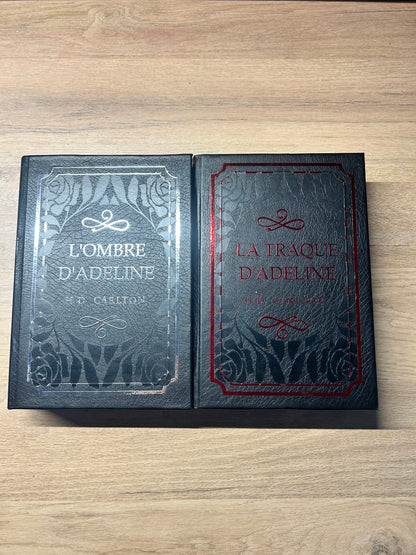 L'OMBRE
D'ADELINE
H.D. CARLTON
LA TRAQUE
D'ADELINE